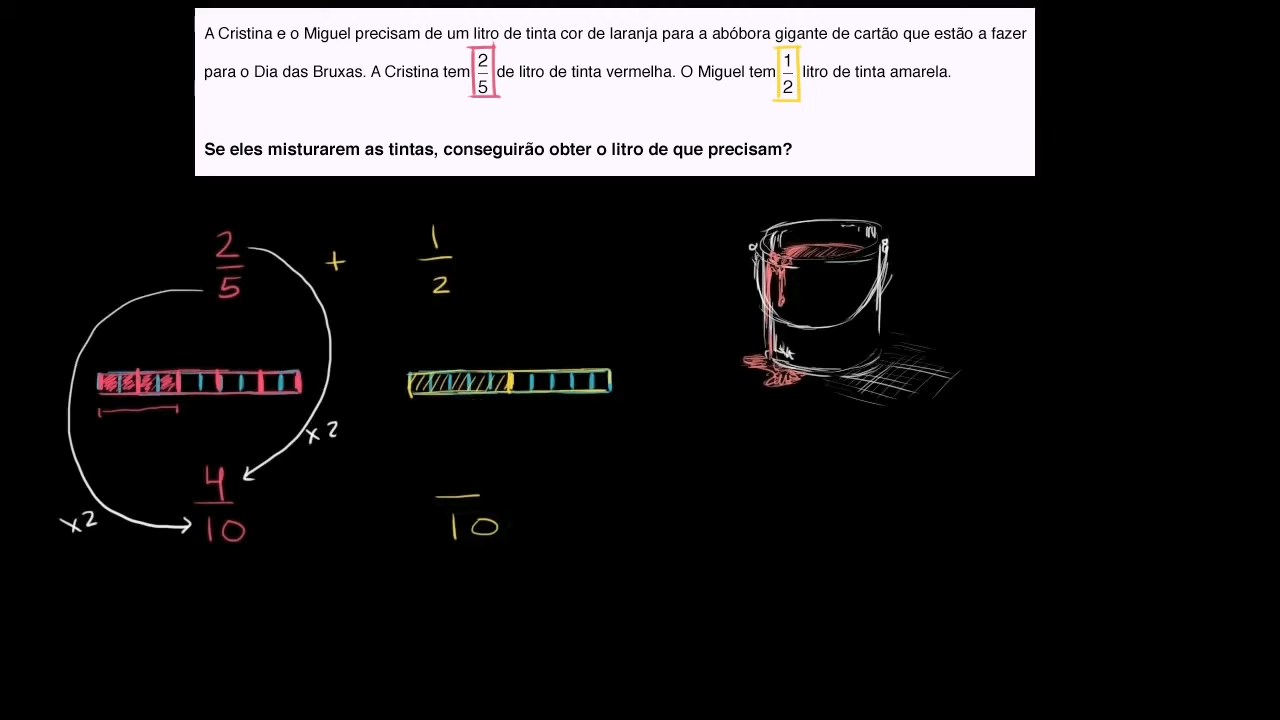 A Cristina e o Miguel precisam de um litro de tinta cor de laranja para a abóbora gigante de cartão que estão a fazer
para o Dia das Bruxas. A Cristina tem 2/5 de litro de tinta vermelha. O Miguel tem 1/2 litro de tinta amarela.
Se eles misturarem as tintas, conseguirão obter o litro de que precisam?
2/5 + 1/2
x2
4/10
x2
10